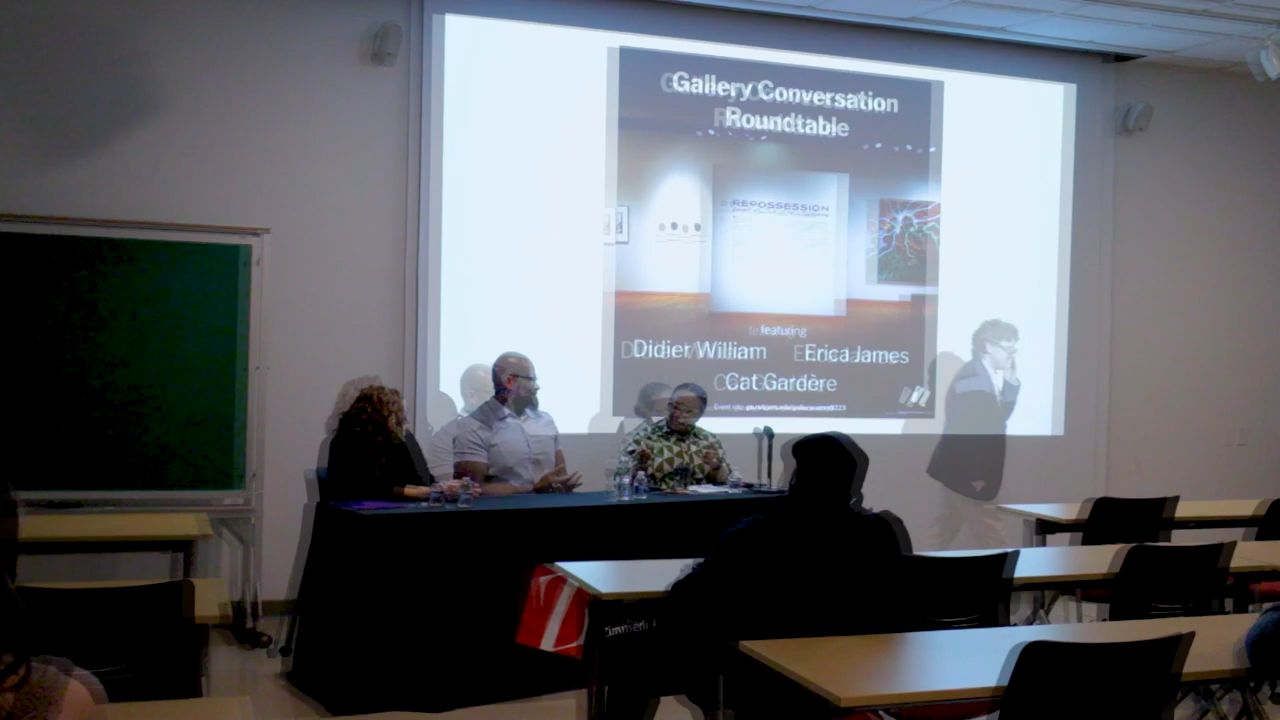 Gallery Conversation
Roundtable
REPOSSESSION
featuring
Didier William Erica James
Cat Gardère